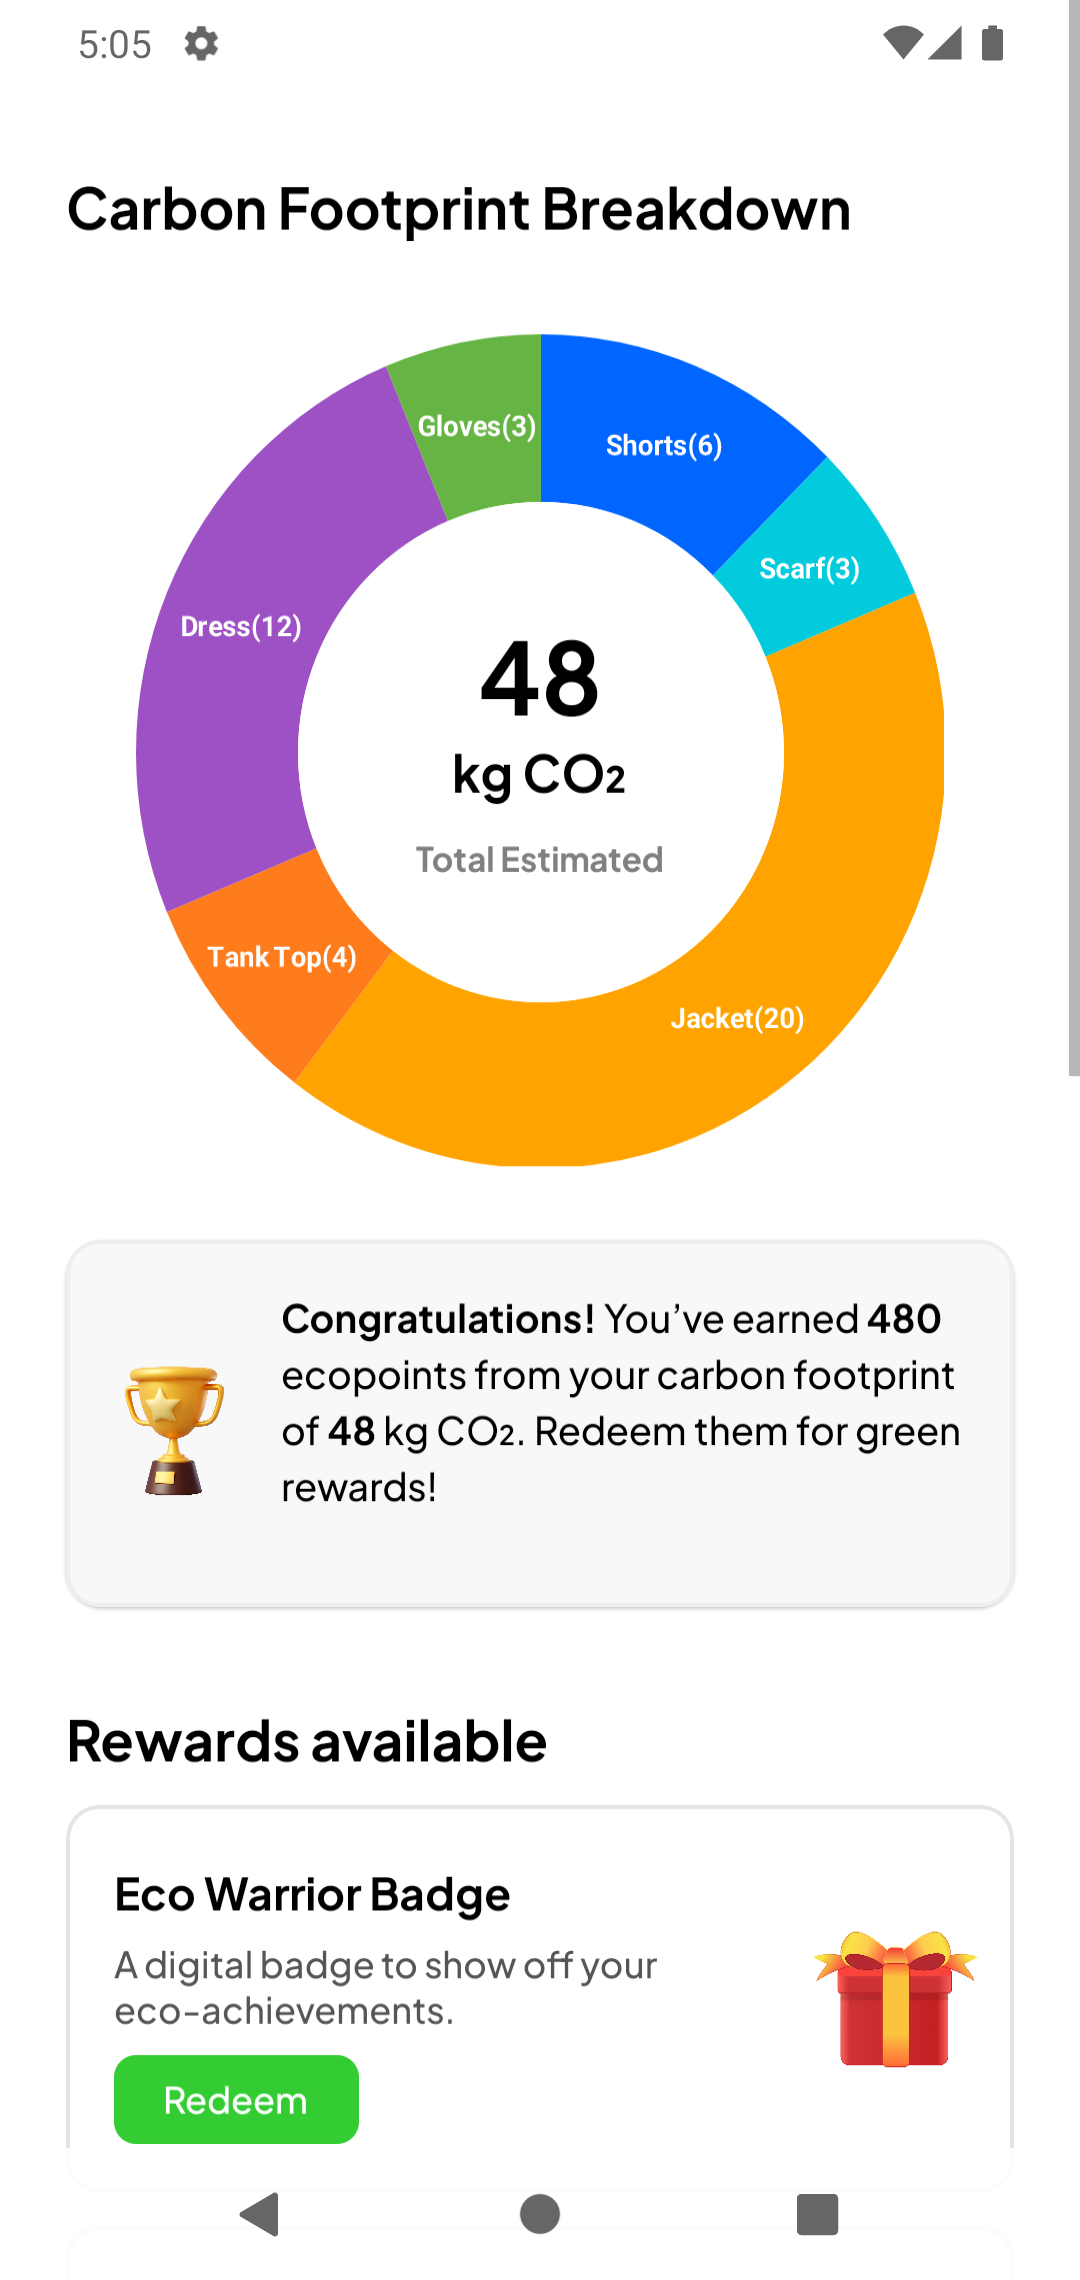 5:05
Carbon Footprint Breakdown
Gloves(3)
Shorts(6)
Scarf(3)
Dress(12)
48
kg CO₂
Total Estimated
Tank Top(4)
Jacket(20)
Congratulations! You’ve earned 480
ecopoints from your carbon footprint
of 48 kg CO₂. Redeem them for green
rewards!
Rewards available
Eco Warrior Badge
A digital badge to show off your
eco-achievements.
Redeem